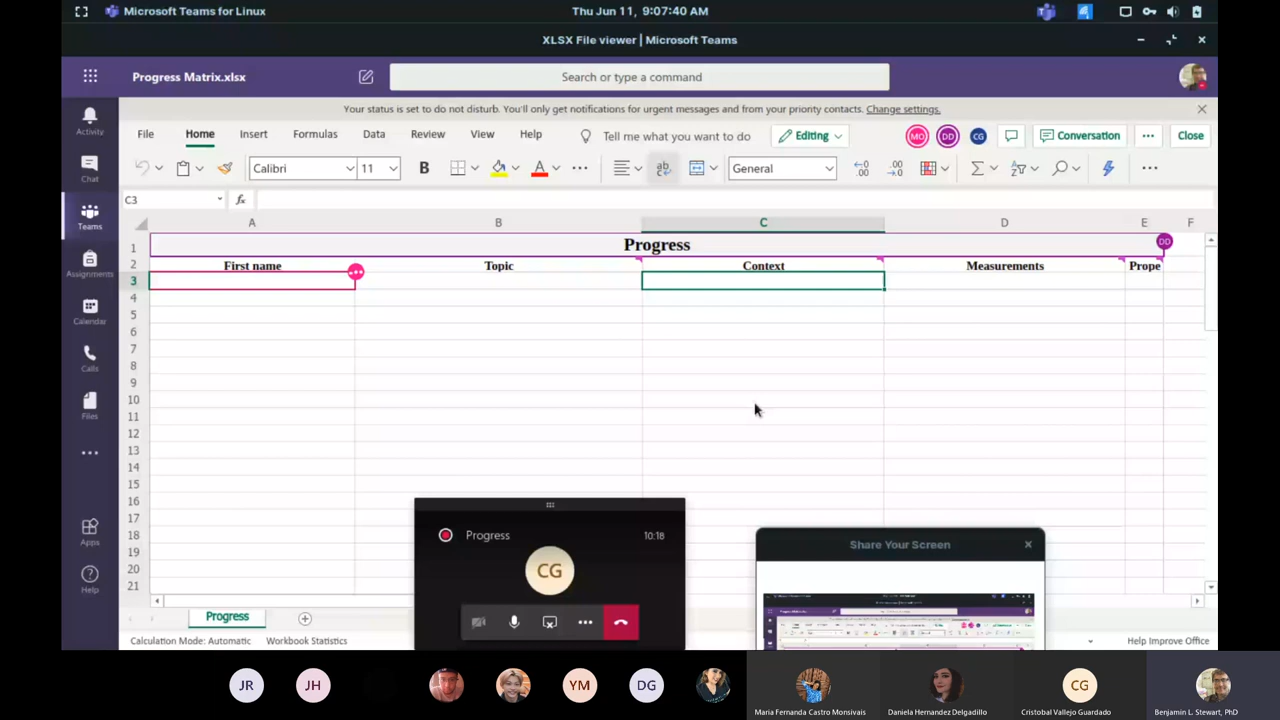 Microsoft Teams for Linux
Thu Jun 11, 9:07:40 AM
XLSX File viewer | Microsoft Teams
Progress Matrix.xlsx
Search or type a command
Your status is set to do not disturb. You'll only get notifications for urgent messages and from your priority contacts. Change settings.
File Home Insert Formulas Data Review View Help Tell me what you want to do Editing MO DD CG Conversation Close
Calibri 11 B A General
C3 fx
A B C D E F
1 Progress DD
2 First name Topic Context Measurements Prope
3
4
5
6
7
8
9
10
11
12
13
14
15
16
17
18
19
20
21
Activity
Chat
Teams
Assignments
Calendar
Calls
Files
Apps
Help
Progress 10:18
CG
Share Your Screen
Progress
Calculation Mode: Automatic Workbook Statistics
Help Improve Office
JR JH YM DG CG
Maria Fernanda Castro Monsivais
Daniela Hernandez Delgadillo
Cristobal Vallejo Guardado
Benjamin L. Stewart, PhD